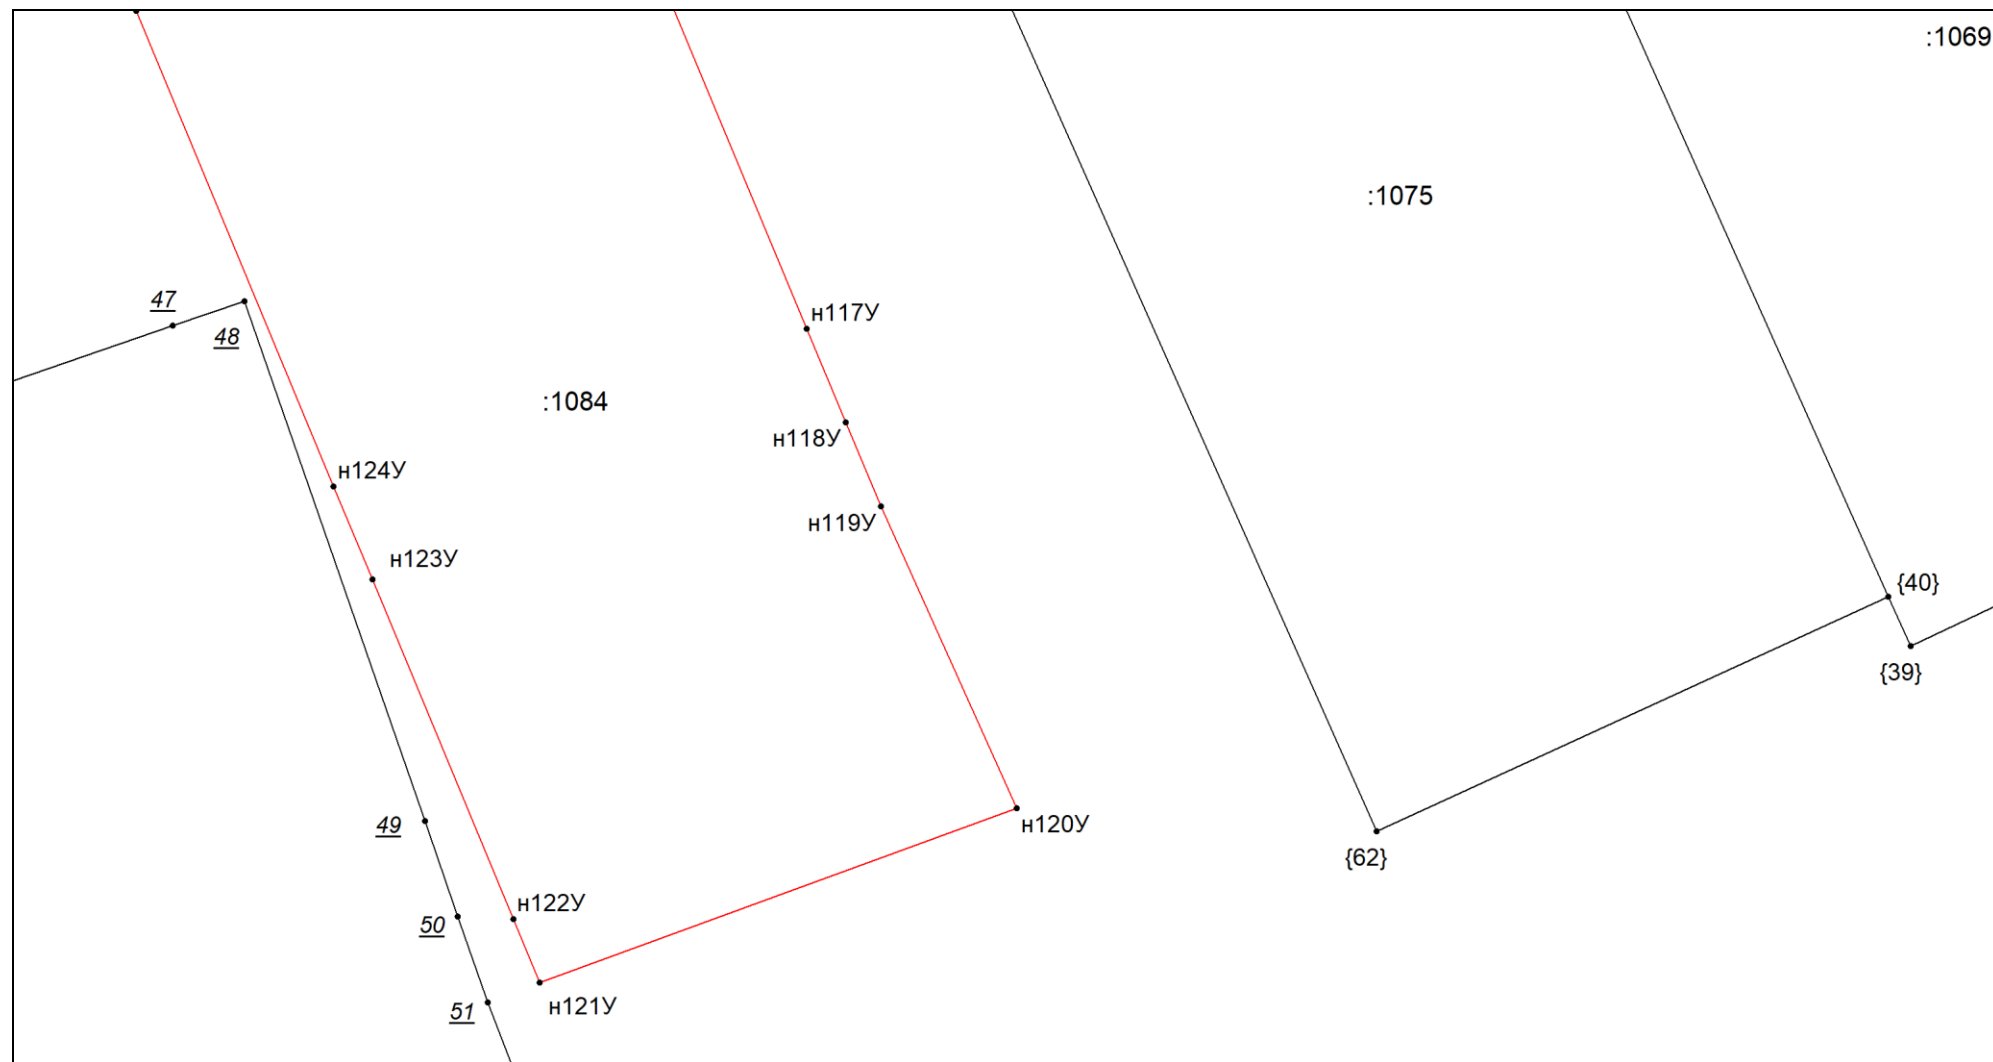 :1069
:1075
47
н117У
48
:1084
н118У
н124У
н119У
н123У
{40}
{39}
49
н120У
{62}
н122У
50
н121У
51